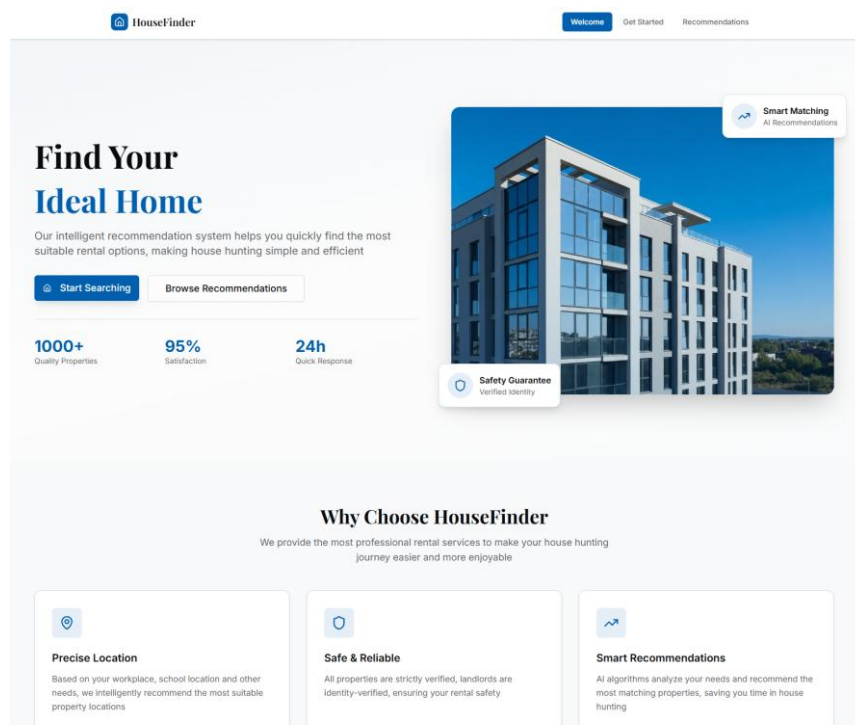 HouseFinder
Welcome
Get Started
Recommendations
Smart Matching
AI Recommendations
Find Your
Ideal Home
Our intelligent recommendation system helps you quickly find the most
suitable rental options, making house hunting simple and efficient
Start Searching
Browse Recommendations
1000+
Quality Properties
95%
Satisfaction
24h
Quick Response
Safety Guarantee
Verified Identity
Why Choose HouseFinder
We provide the most professional rental services to make your house hunting
journey easier and more enjoyable
Precise Location
Based on your workplace, school location and other
needs, we intelligently recommend the most suitable
property locations
Safe & Reliable
All properties are strictly verified, landlords are
identity-verified, ensuring your rental safety
Smart Recommendations
AI algorithms analyze your needs and recommend the
most matching properties, saving you time in house
hunting